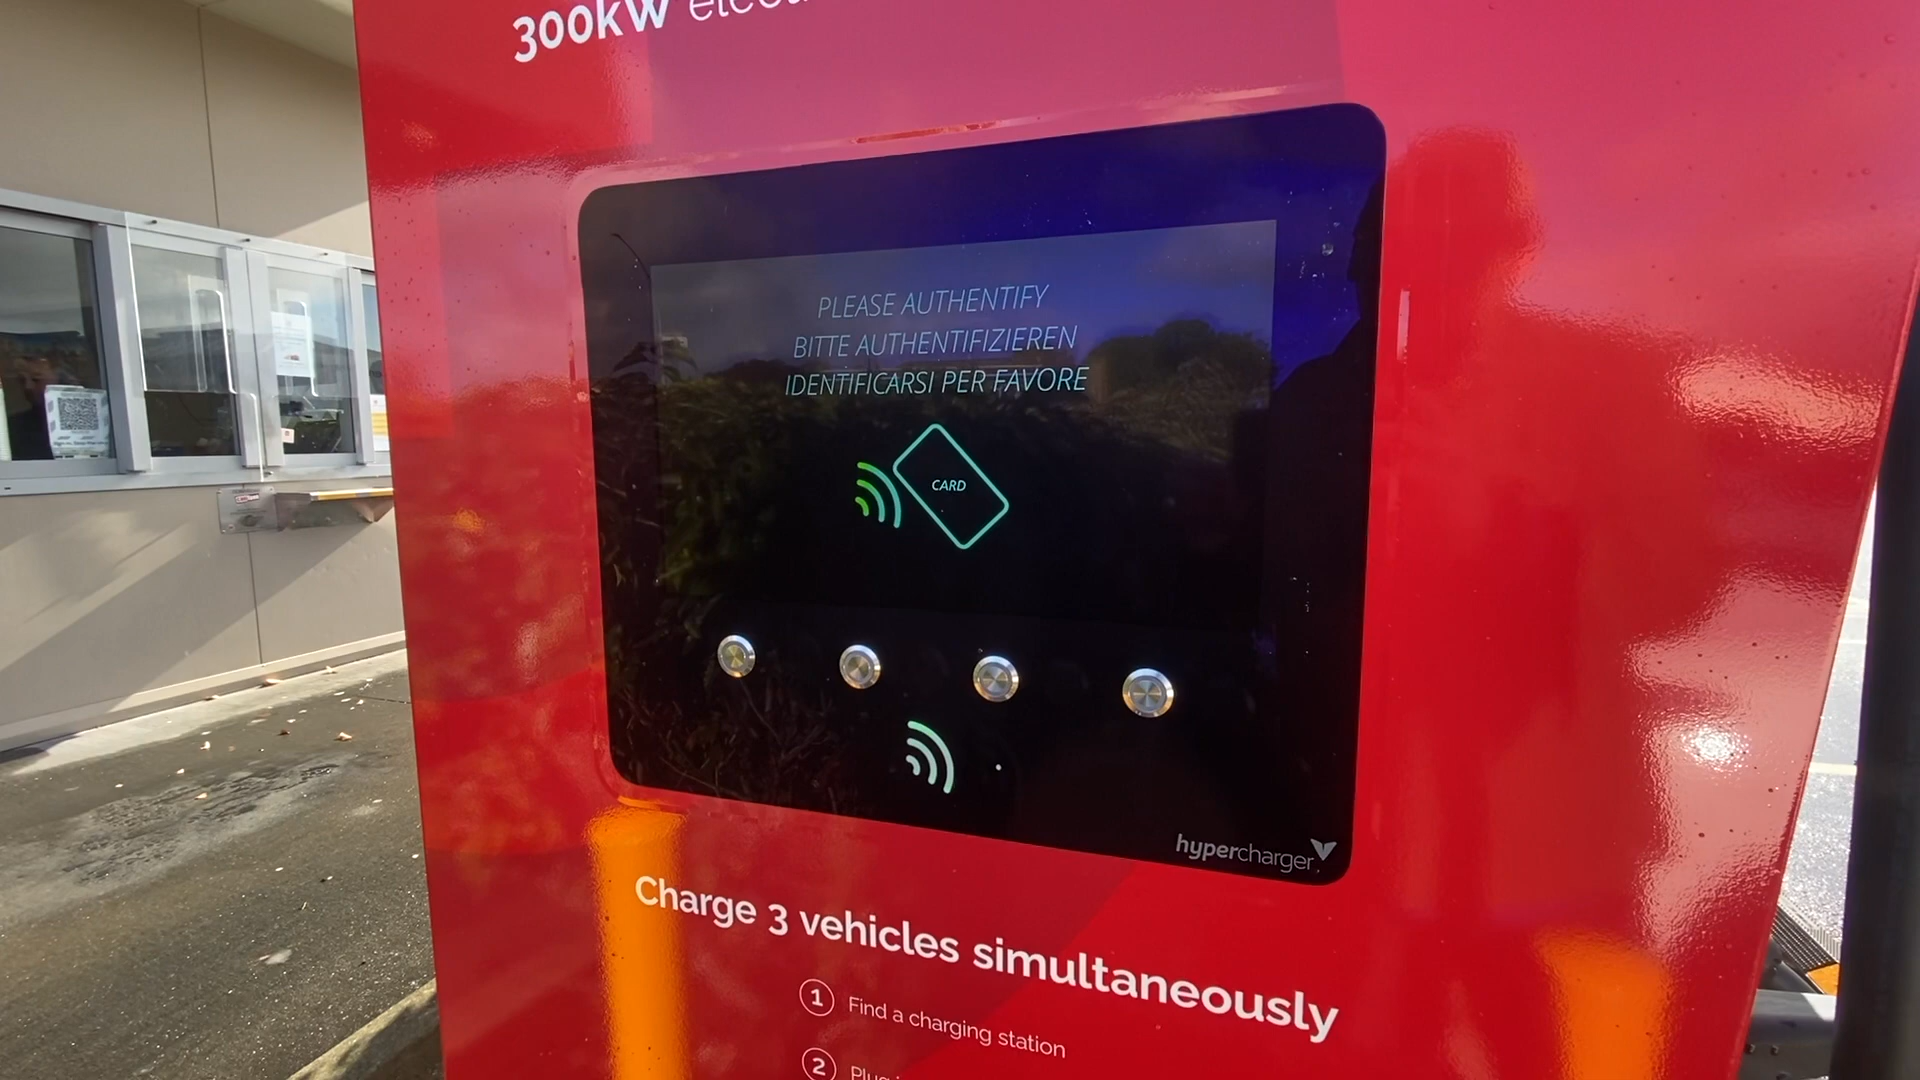 300kW
PLEASE AUTHENTIFY
BITTE AUTHENTIFIZIEREN
IDENTIFICARSI PER FAVORE
CARD
hypercharger
Charge 3 vehicles simultaneously
1 Find a charging station
2